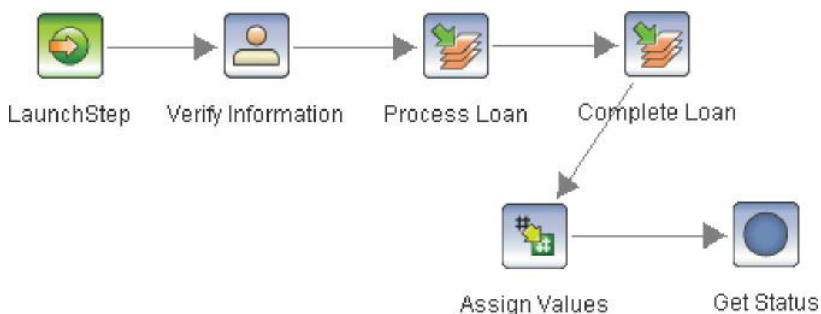 LaunchStep
Verify Information
Process Loan
Complete Loan
Assign Values
Get Status